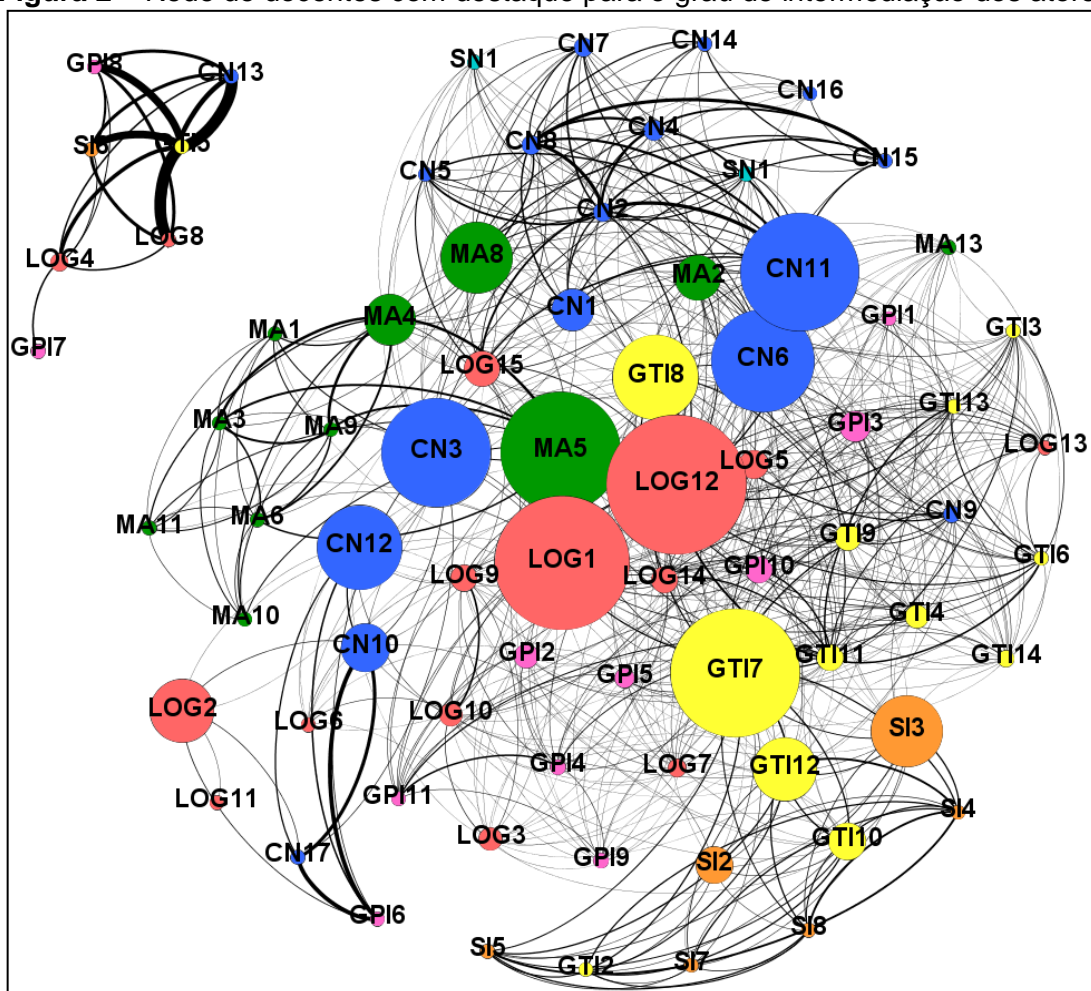 Figura 2 – Rede de docentes com destaque para o grau de intermediação dos atores
GPI8
CN13
SI6
GTI5
LOG8
LOG4
GPI7
SN1
CN7
CN14
CN16
CN8
CN4
CN15
CN5
SN1
CN2
MA8
MA2
CN11
MA13
CN1
GPI1
MA1
MA4
GTI3
LOG15
GTI8
CN6
MA3
MA9
CN3
MA5
GTI13
GPI3
LOG13
LOG5
LOG12
MA11
MA6
CN12
CN9
GTI9
GTI6
LOG9
LOG1
LOG14
GPI10
MA10
GTI4
CN10
GPI2
GPI5
GTI7
GTI11
GTI14
LOG2
LOG6
LOG10
SI3
LOG11
GPI11
GPI4
LOG7
GTI12
SI4
LOG3
GTI10
CN17
GPI9
SI2
GPI6
SI8
SI5
GTI2
SI7